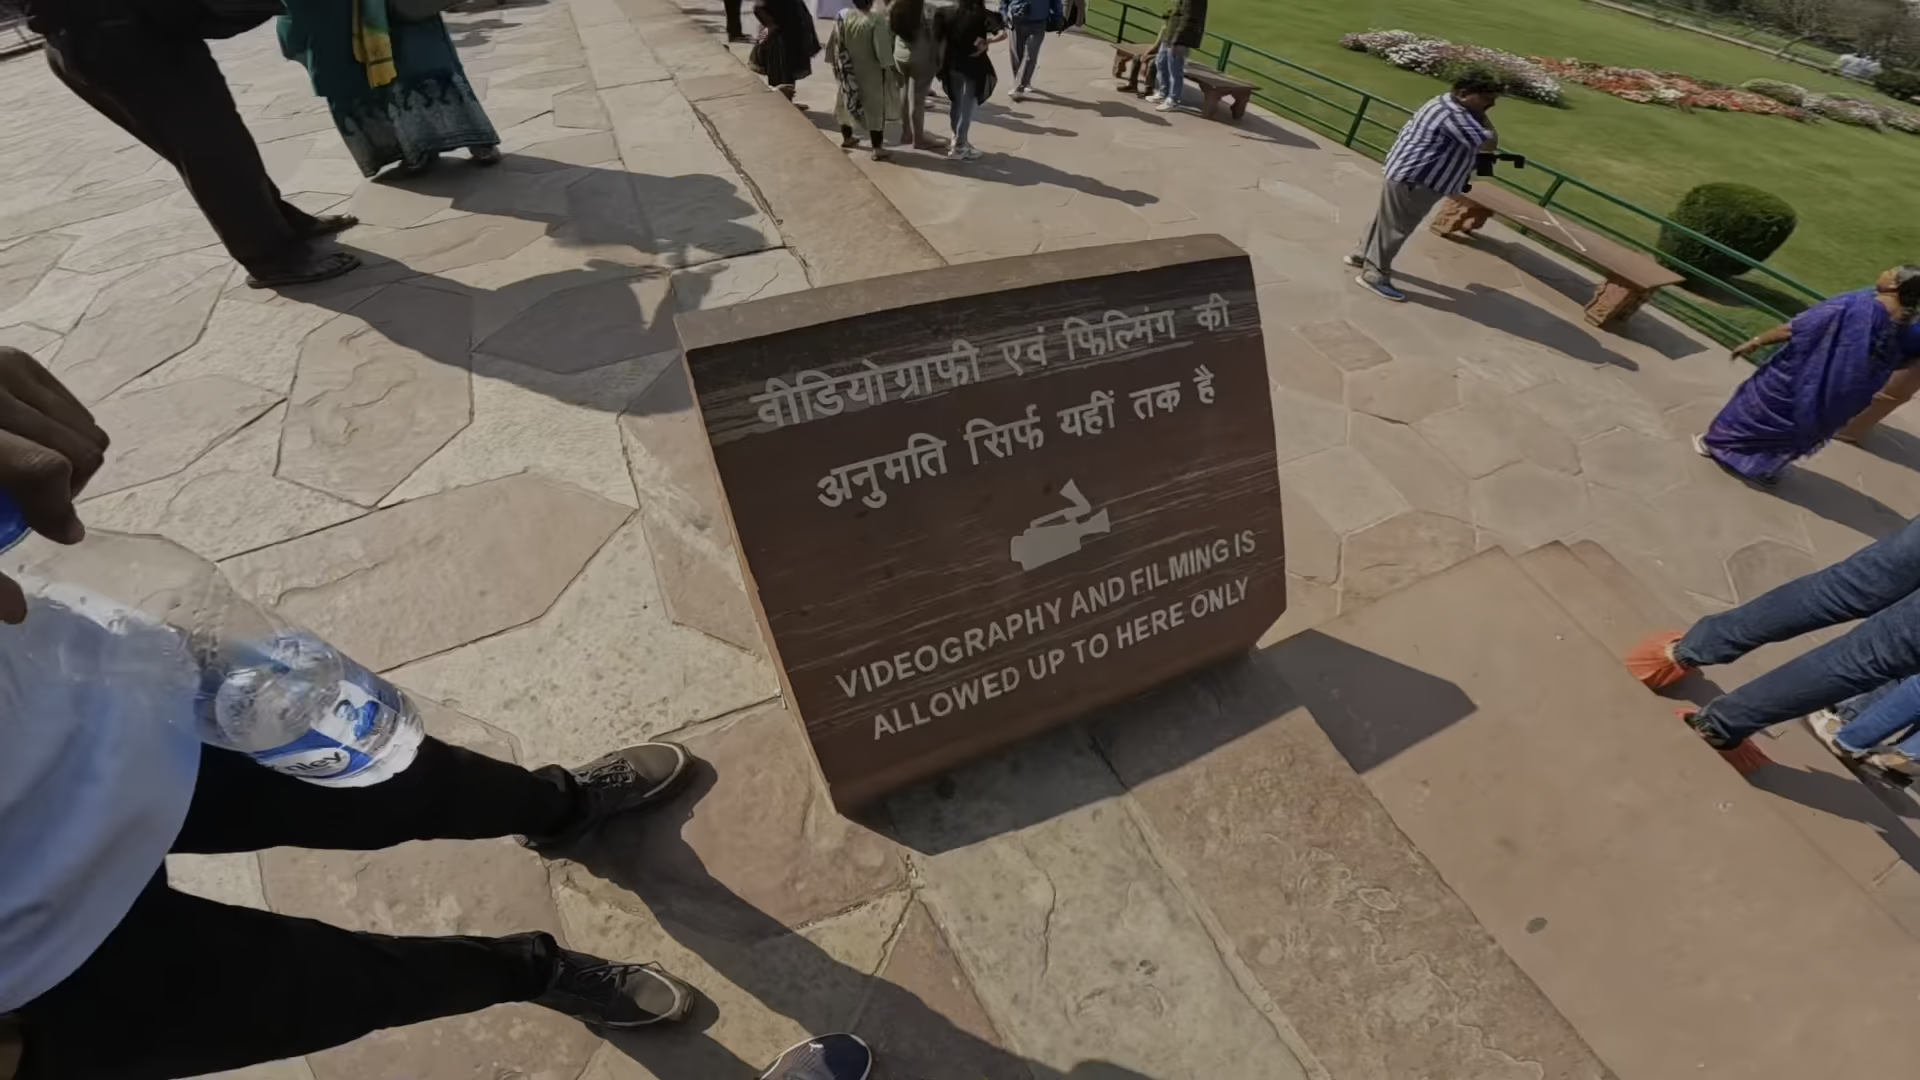 वीडियोग्राफी एवं फिल्मिंग की
अनुमति सिर्फ यहीं तक है
VIDEOGRAPHY AND FILMING IS
ALLOWED UP TO HERE ONLY